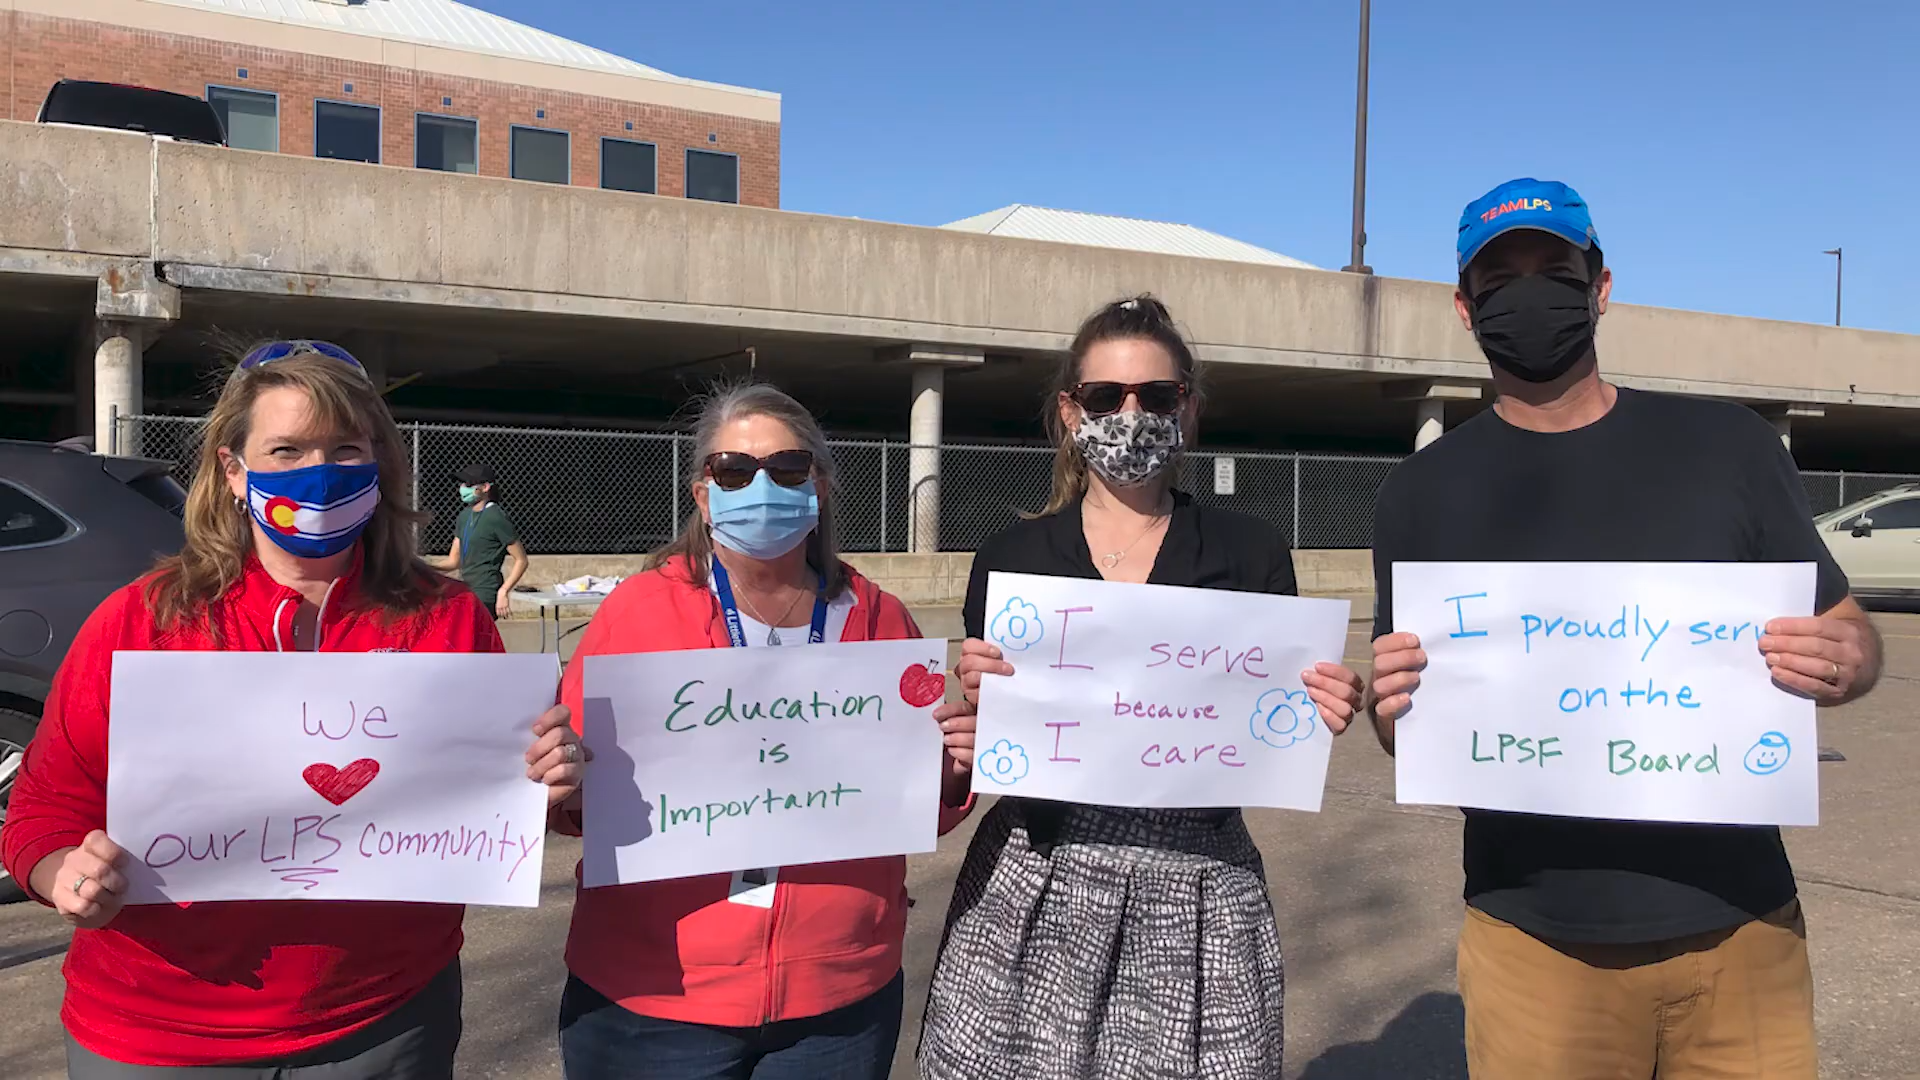 TEAMLPS
We
our LPS community
Education
is
Important
I serve
because
I care
I proudly serv
on the
LPSF Board